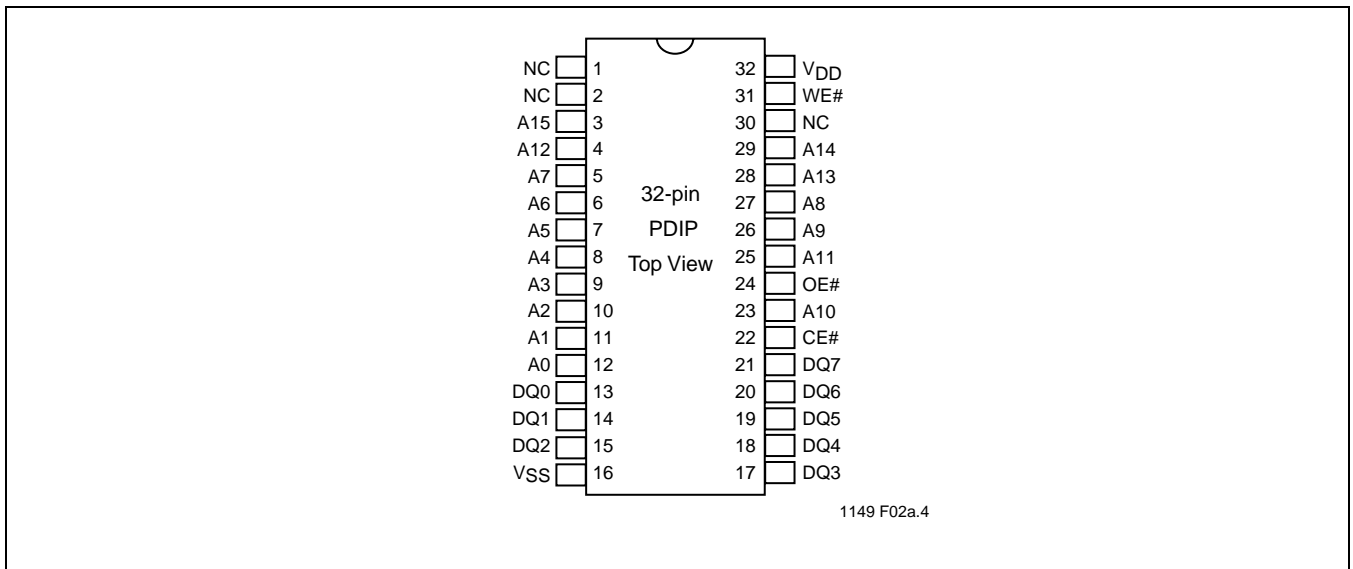 NC 1 32 VDD
NC 2 31 WE#
A15 3 30 NC
A12 4 29 A14
A7 5 28 A13
A6 6 32-pin 27 A8
A5 7 PDIP 26 A9
A4 8 Top View 25 A11
A3 9 24 OE#
A2 10 23 A10
A1 11 22 CE#
A0 12 21 DQ7
DQ0 13 20 DQ6
DQ1 14 19 DQ5
DQ2 15 18 DQ4
VSS 16 17 DQ3
1149 F02a.4